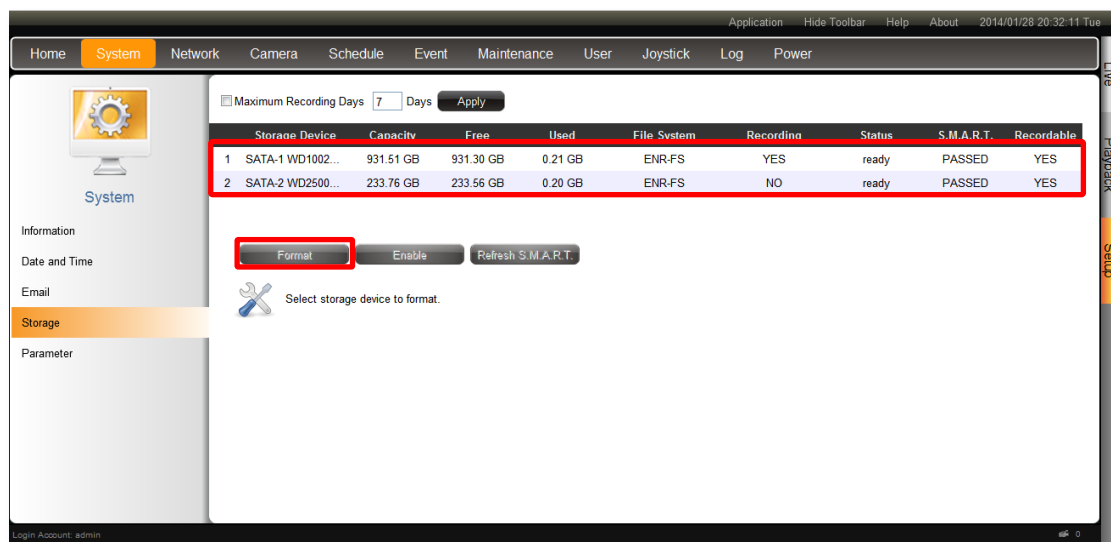 Application Hide Toolbar Help About 2014/01/28 20:32:11 Tue
Home System Network Camera Schedule Event Maintenance User Joystick Log Power
Live
Playback
Setup
System
Information
Date and Time
Email
Storage
Parameter
Maximum Recording Days 7 Days Apply
Storage Device Capacity Free Used File System Recording Status S.M.A.R.T. Recordable
1 SATA-1 WD1002... 931.51 GB 931.30 GB 0.21 GB ENR-FS YES ready PASSED YES
2 SATA-2 WD2500... 233.76 GB 233.56 GB 0.20 GB ENR-FS NO ready PASSED YES
Format Enable Refresh S.M.A.R.T.
Select storage device to format.
Login Account: admin 0